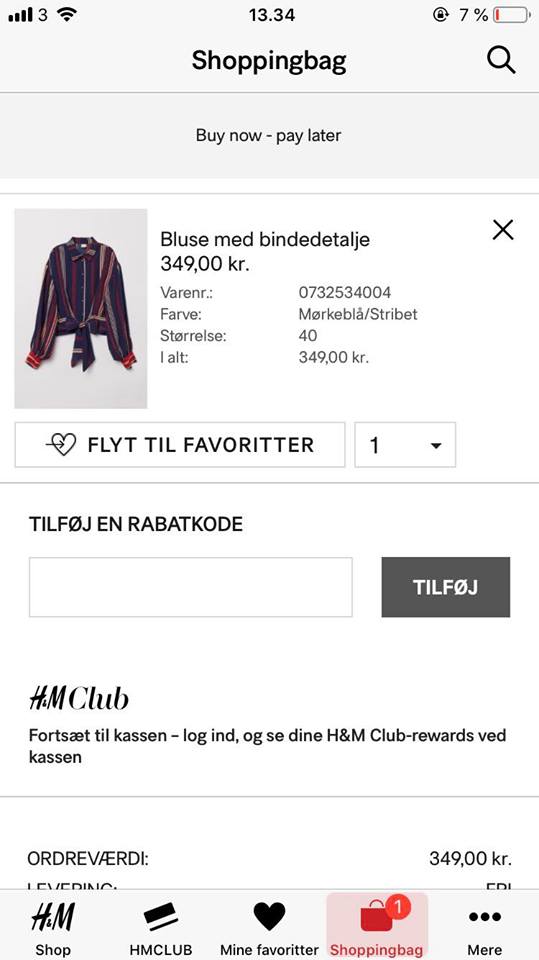 3 13.34 7 %
Shoppingbag
Buy now - pay later
Bluse med bindedetalje
349,00 kr.
Varenr.: 0732534004
Farve: Mørkeblå/Stribet
Størrelse: 40
I alt: 349,00 kr.
FLYT TIL FAVORITTER 1
TILFØJ EN RABATKODE
TILFØJ
H&M Club
Fortsæt til kassen – log ind, og se dine H&M Club-rewards ved
kassen
ORDREVÆRDI: 349,00 kr.
LEVERING: FRI
H&M 1
Shop HMCLUB Mine favoritter Shoppingbag Mere